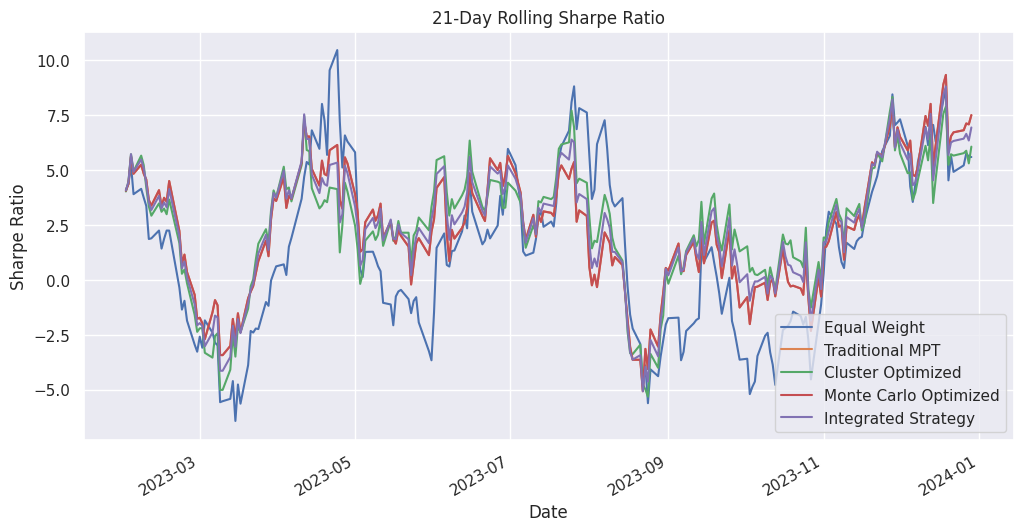 21-Day Rolling Sharpe Ratio
Sharpe Ratio
10.0
7.5
5.0
2.5
0.0
−2.5
−5.0
Equal Weight
Traditional MPT
Cluster Optimized
Monte Carlo Optimized
Integrated Strategy
2023-03
2023-05
2023-07
2023-09
2023-11
2024-01
Date